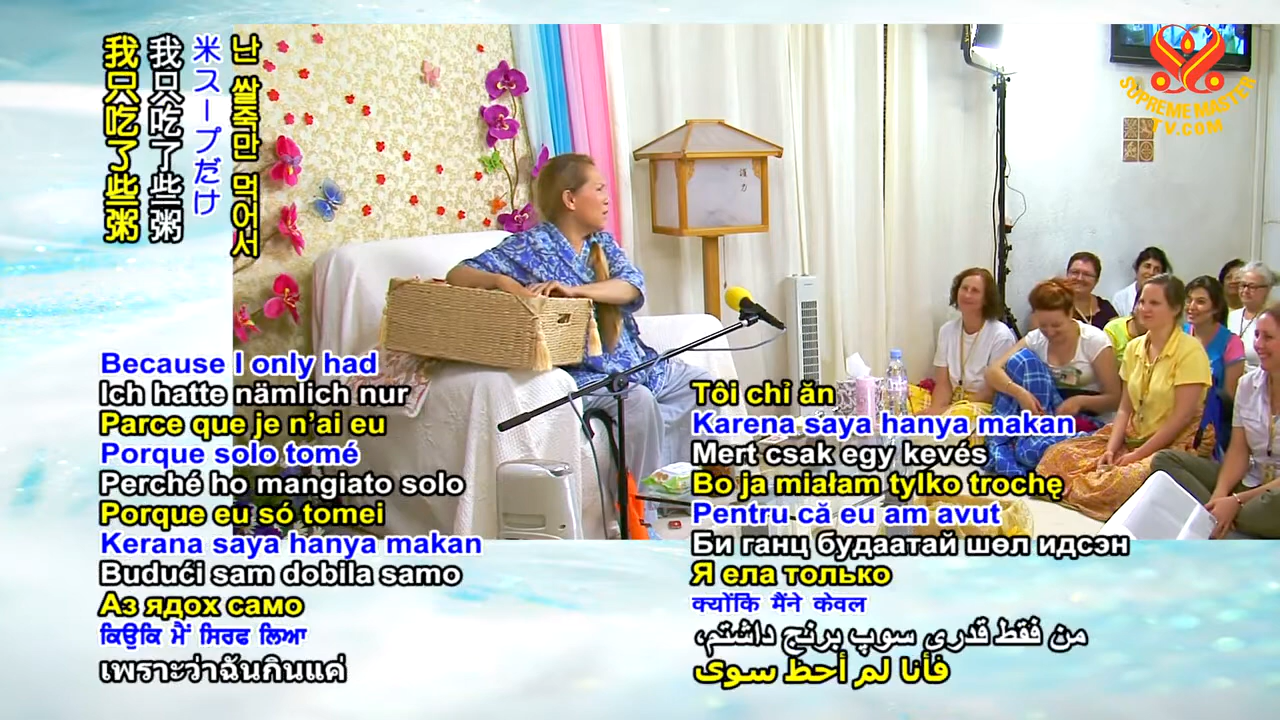 我只吃了些粥
我只吃了些粥
米スープだけ
난 쌀죽만 먹어서
SUPREME MASTER
TV.COM
Because I only had
Ich hatte nämlich nur
Parce que je n’ai eu
Porque solo tomé
Perché ho mangiato solo
Porque eu só tomei
Kerana saya hanya makan
Budući sam dobila samo
Аз ядох само
ਕਿਉਕਿ ਮੈਂ ਸਿਰਫ ਲਿਆ
เพราะว่าฉันกินแค่
Tôi chỉ ăn
Karena saya hanya makan
Mert csak egy kevés
Bo ja miałam tylko trochę
Pentru că eu am avut
Би ганц будаатай шөл идсэн
Я ела только
क्योंकि मैंने केवल
من فقط قدری سوپ برنج داشتم،
فأنا لم أحظ سوى